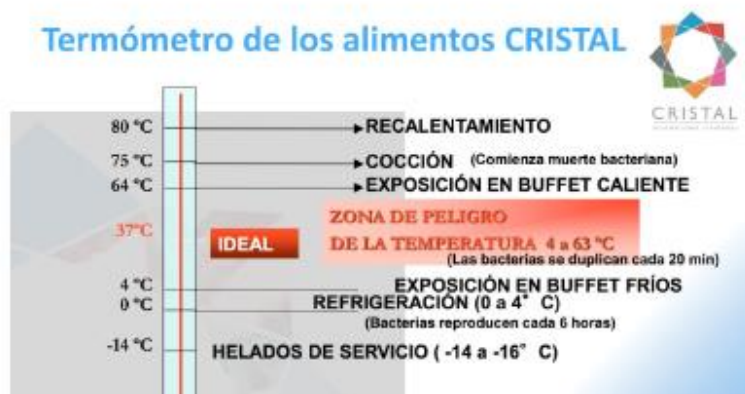 Termómetro de los alimentos CRISTAL
CRISTAL
80 °C
RECALENTAMIENTO
75 °C
COCCIÓN (Comienza muerte bacteriana)
64 °C
EXPOSICIÓN EN BUFFET CALIENTE
37°C
IDEAL
ZONA DE PELIGRO
DE LA TEMPERATURA 4 a 63 °C
(Las bacterias se duplican cada 20 min)
4 °C
EXPOSICIÓN EN BUFFET FRÍOS
0 °C
REFRIGERACIÓN (0 a 4° C)
(Bacterias reproducen cada 6 horas)
-14 °C
HELADOS DE SERVICIO ( -14 a -16° C)